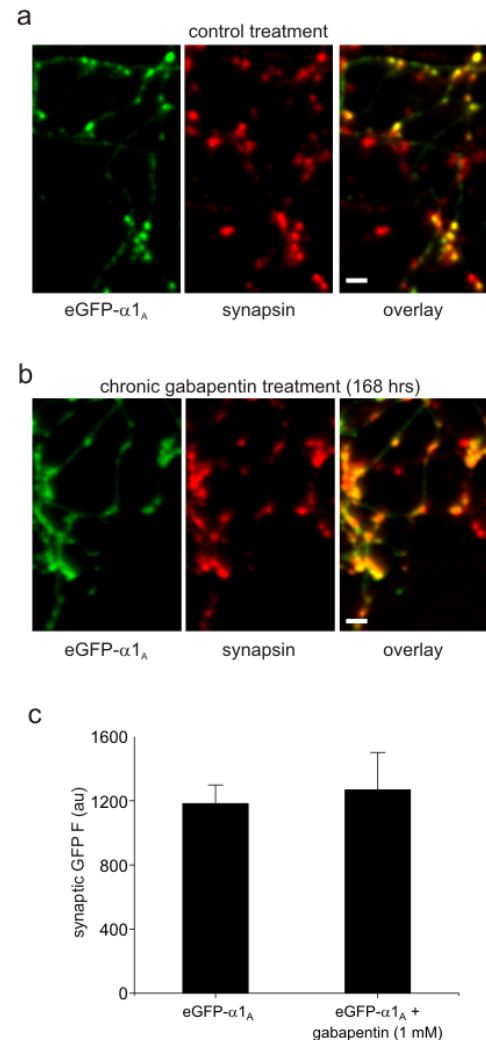 a
control treatment
eGFP-α1A synapsin overlay
b
chronic gabapentin treatment (168 hrs)
eGFP-α1A synapsin overlay
c
synaptic GFP F (au)
1600
1200
800
400
0
eGFP-α1A
eGFP-α1A +
gabapentin (1 mM)